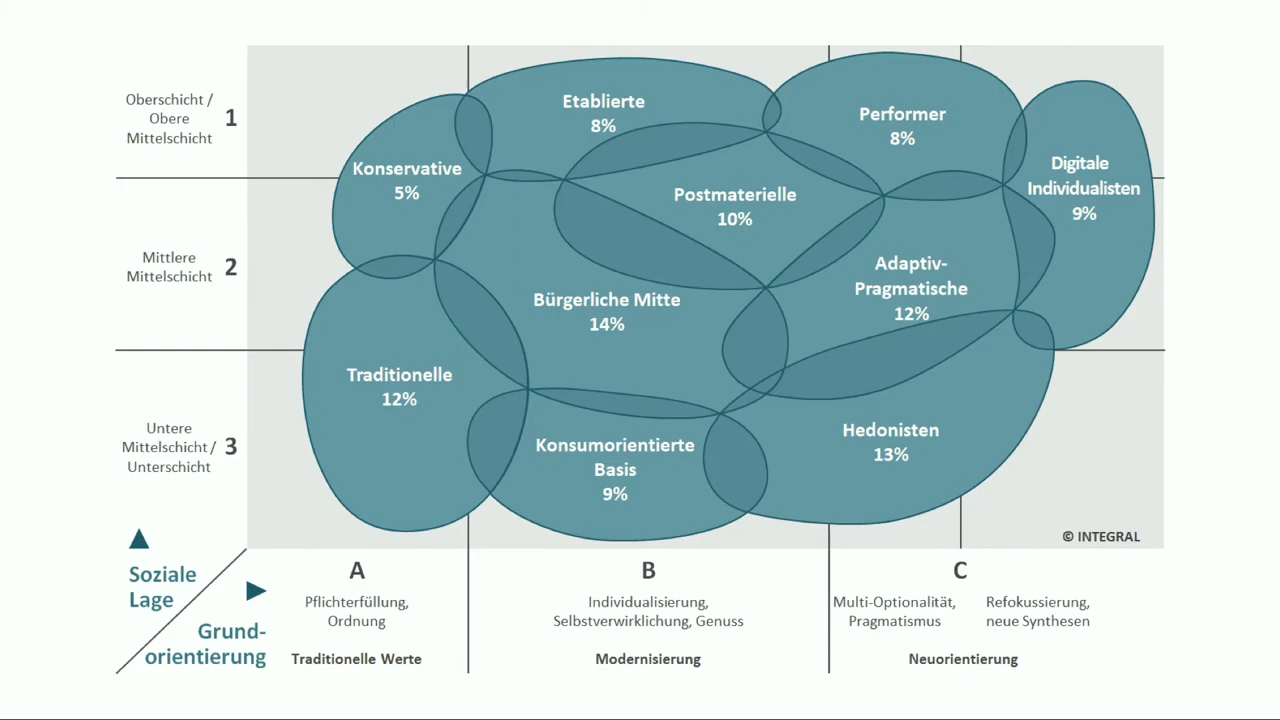 Oberschicht /
Obere
Mittelschicht
1
Mittlere
Mittelschicht
2
Untere
Mittelschicht /
Unterschicht
3
Etablierte
8%
Performer
8%
Konservative
5%
Digitale
Individualisten
9%
Postmaterielle
10%
Adaptiv-
Pragmatische
12%
Bürgerliche Mitte
14%
Traditionelle
12%
Konsumorientierte
Basis
9%
Hedonisten
13%
© INTEGRAL
Soziale
Lage
Grund-
orientierung
A
Pflichterfüllung,
Ordnung
Traditionelle Werte
B
Individualisierung,
Selbstverwirklichung, Genuss
Modernisierung
C
Multi-Optionalität,
Pragmatismus
Refokussierung,
neue Synthesen
Neuorientierung